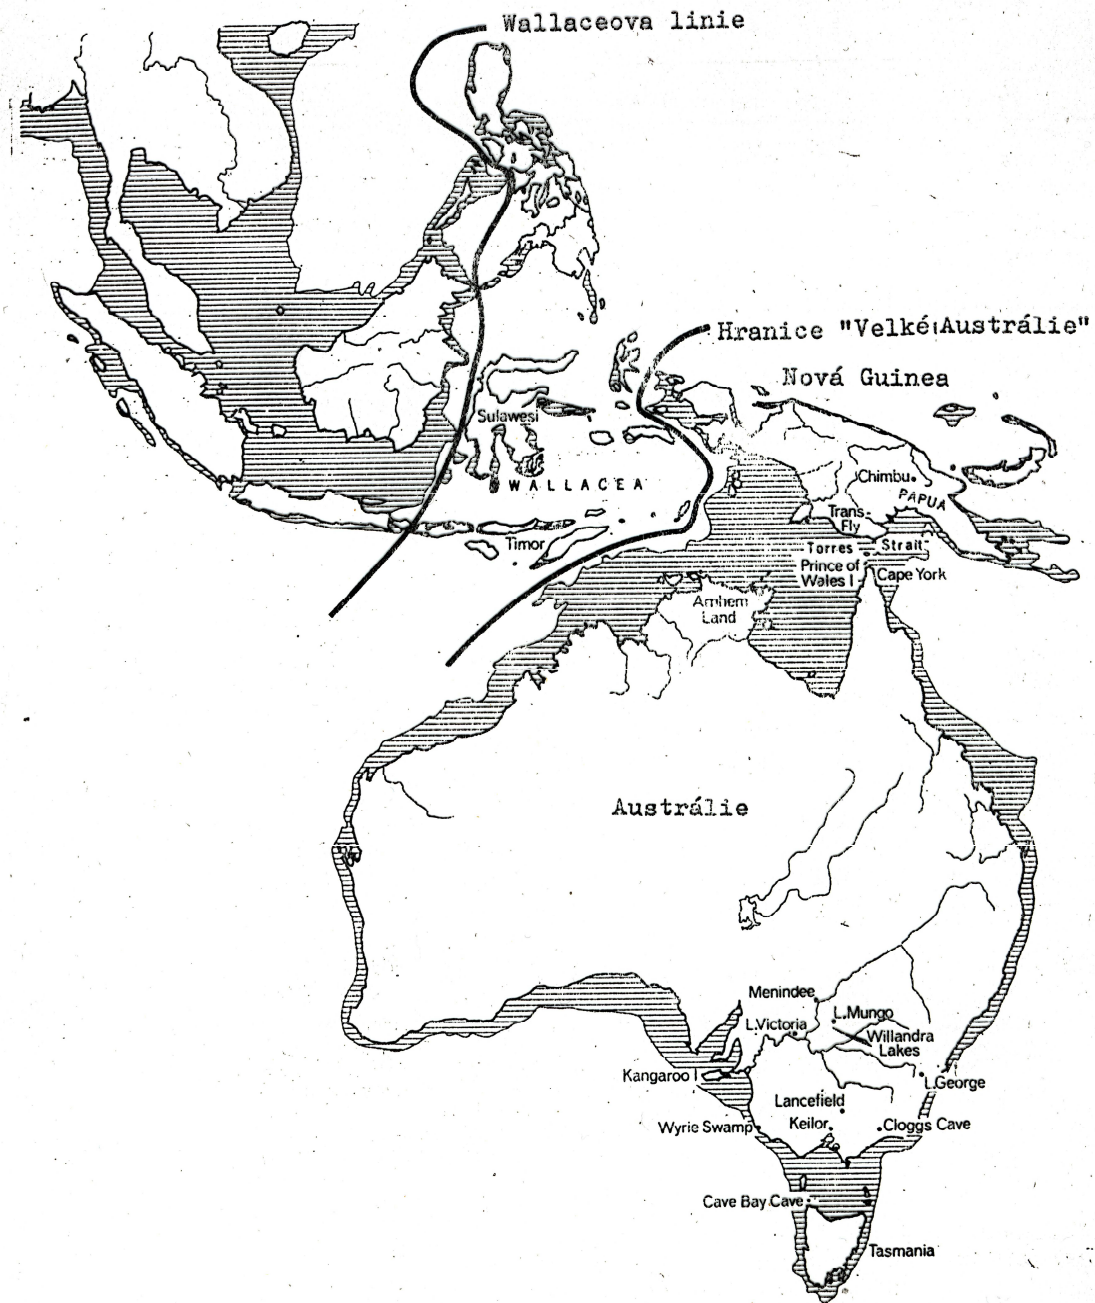 Wallaceova linie
Hranice "Velké Austrálie"
Nová Guinea
Sulawesi
WALLACEA
Chimbu
PAPUA
Trans-
Fly
Timor
Torres Strait
Prince of
Wales I
Cape York
Arnhem
Land
Austrálie
Menindee
L.Mungo
L.Victoria
Willandra
Lakes
Kangaroo I
L.George
Lancefield
Wyrie Swamp
Keilor
Cloggs Cave
Cave Bay Cave
Tasmania